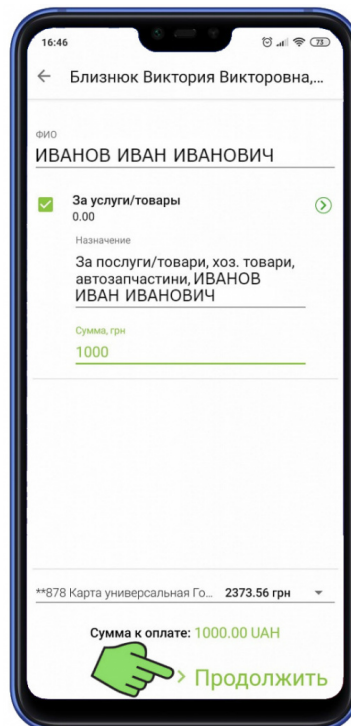 16:46
73
Близнюк Виктория Викторовна,...
ФИО
ИВАНОВ ИВАН ИВАНОВИЧ
За услуги/товары
0.00
Назначение
За послуги/товари, хоз. товари,
автозапчастини, ИВАНОВ
ИВАН ИВАНОВИЧ
Сумма, грн
1000
**878 Карта универсальная Го... 2373.56 грн
Сумма к оплате: 1000.00 UAH
Продолжить